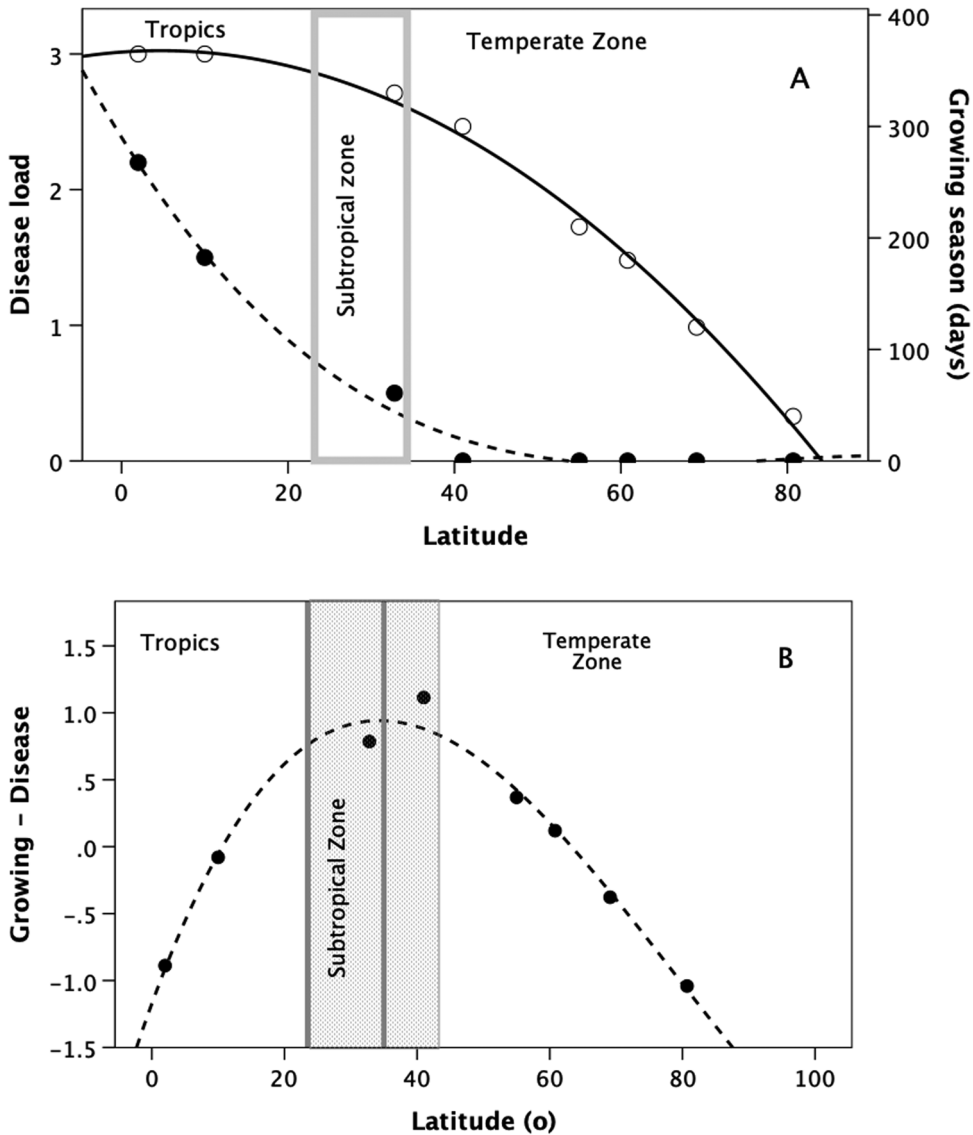 Tropics
Temperate Zone
A
Subtropical zone
Disease load
3
2
1
0
Growing season (days)
400
300
200
100
0
0 20 40 60 80
Latitude
Tropics
Temperate
Zone
B
Subtropical Zone
Growing – Disease
1.5
1.0
.5
.0
-.5
-1.0
-1.5
0 20 40 60 80 100
Latitude (o)